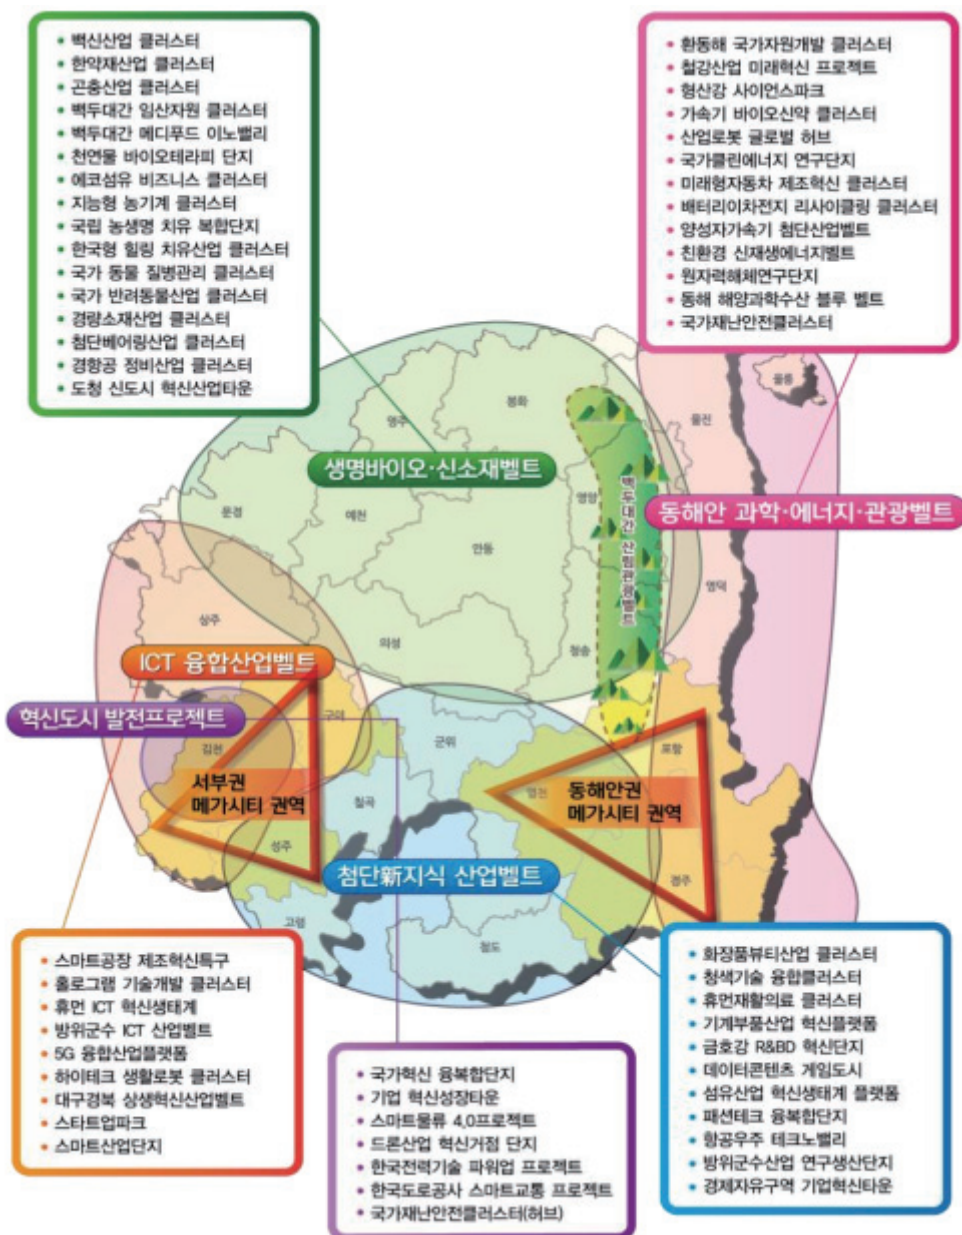 • 백신산업 클러스터
• 한약재산업 클러스터
• 곤충산업 클러스터
• 백두대간 임산자원 클러스터
• 백두대간 메디푸드 이노밸리
• 천연물 바이오테라피 단지
• 에코섬유 비즈니스 클러스터
• 지능형 농기계 클러스터
• 국립 농생명 치유 복합단지
• 한국형 힐링 치유산업 클러스터
• 국가 동물 질병관리 클러스터
• 국가 반려동물산업 클러스터
• 경량소재산업 클러스터
• 첨단베어링산업 클러스터
• 경항공 정비산업 클러스터
• 도청 신도시 혁신산업타운
• 환동해 국가자원개발 클러스터
• 철강산업 미래혁신 프로젝트
• 형산강 사이언스파크
• 가속기 바이오신약 클러스터
• 산업로봇 글로벌 허브
• 국가클린에너지 연구단지
• 미래형자동차 제조혁신 클러스터
• 배터리이차전지 리사이클링 클러스터
• 양성자가속기 첨단산업벨트
• 친환경 신재생에너지벨트
• 원자력해체연구단지
• 동해 해양과학수산 블루 벨트
• 국가재난안전클러스터
울릉
봉화
영주
울진
생명바이오·신소재벨트
영양
문경
예천
안동
백두대간 산림관광벨트
동해안 과학·에너지·관광벨트
영덕
상주
의성
청송
ICT 융합산업벨트
혁신도시 발전프로젝트
구미
김천
군위
포항
서부권
메가시티 권역
칠곡
영천
동해안권
메가시티 권역
성주
첨단新지식 산업벨트
경주
고령
청도
• 스마트공장 제조혁신특구
• 홀로그램 기술개발 클러스터
• 휴먼 ICT 혁신생태계
• 방위군수 ICT 산업벨트
• 5G 융합산업플랫폼
• 하이테크 생활로봇 클러스터
• 대구경북 상생혁신산업벨트
• 스타트업파크
• 스마트산업단지
• 국가혁신 융복합단지
• 기업 혁신성장타운
• 스마트물류 4.0프로젝트
• 드론산업 혁신거점 단지
• 한국전력기술 파워업 프로젝트
• 한국도로공사 스마트교통 프로젝트
• 국가재난안전클러스터(허브)
• 화장품뷰티산업 클러스터
• 청색기술 융합클러스터
• 휴먼재활의료 클러스터
• 기계부품산업 혁신플랫폼
• 금호강 R&BD 혁신단지
• 데이터콘텐츠 게임도시
• 섬유산업 혁신생태계 플랫폼
• 패션테크 융복합단지
• 항공우주 테크노밸리
• 방위군수산업 연구생산단지
• 경제자유구역 기업혁신타운